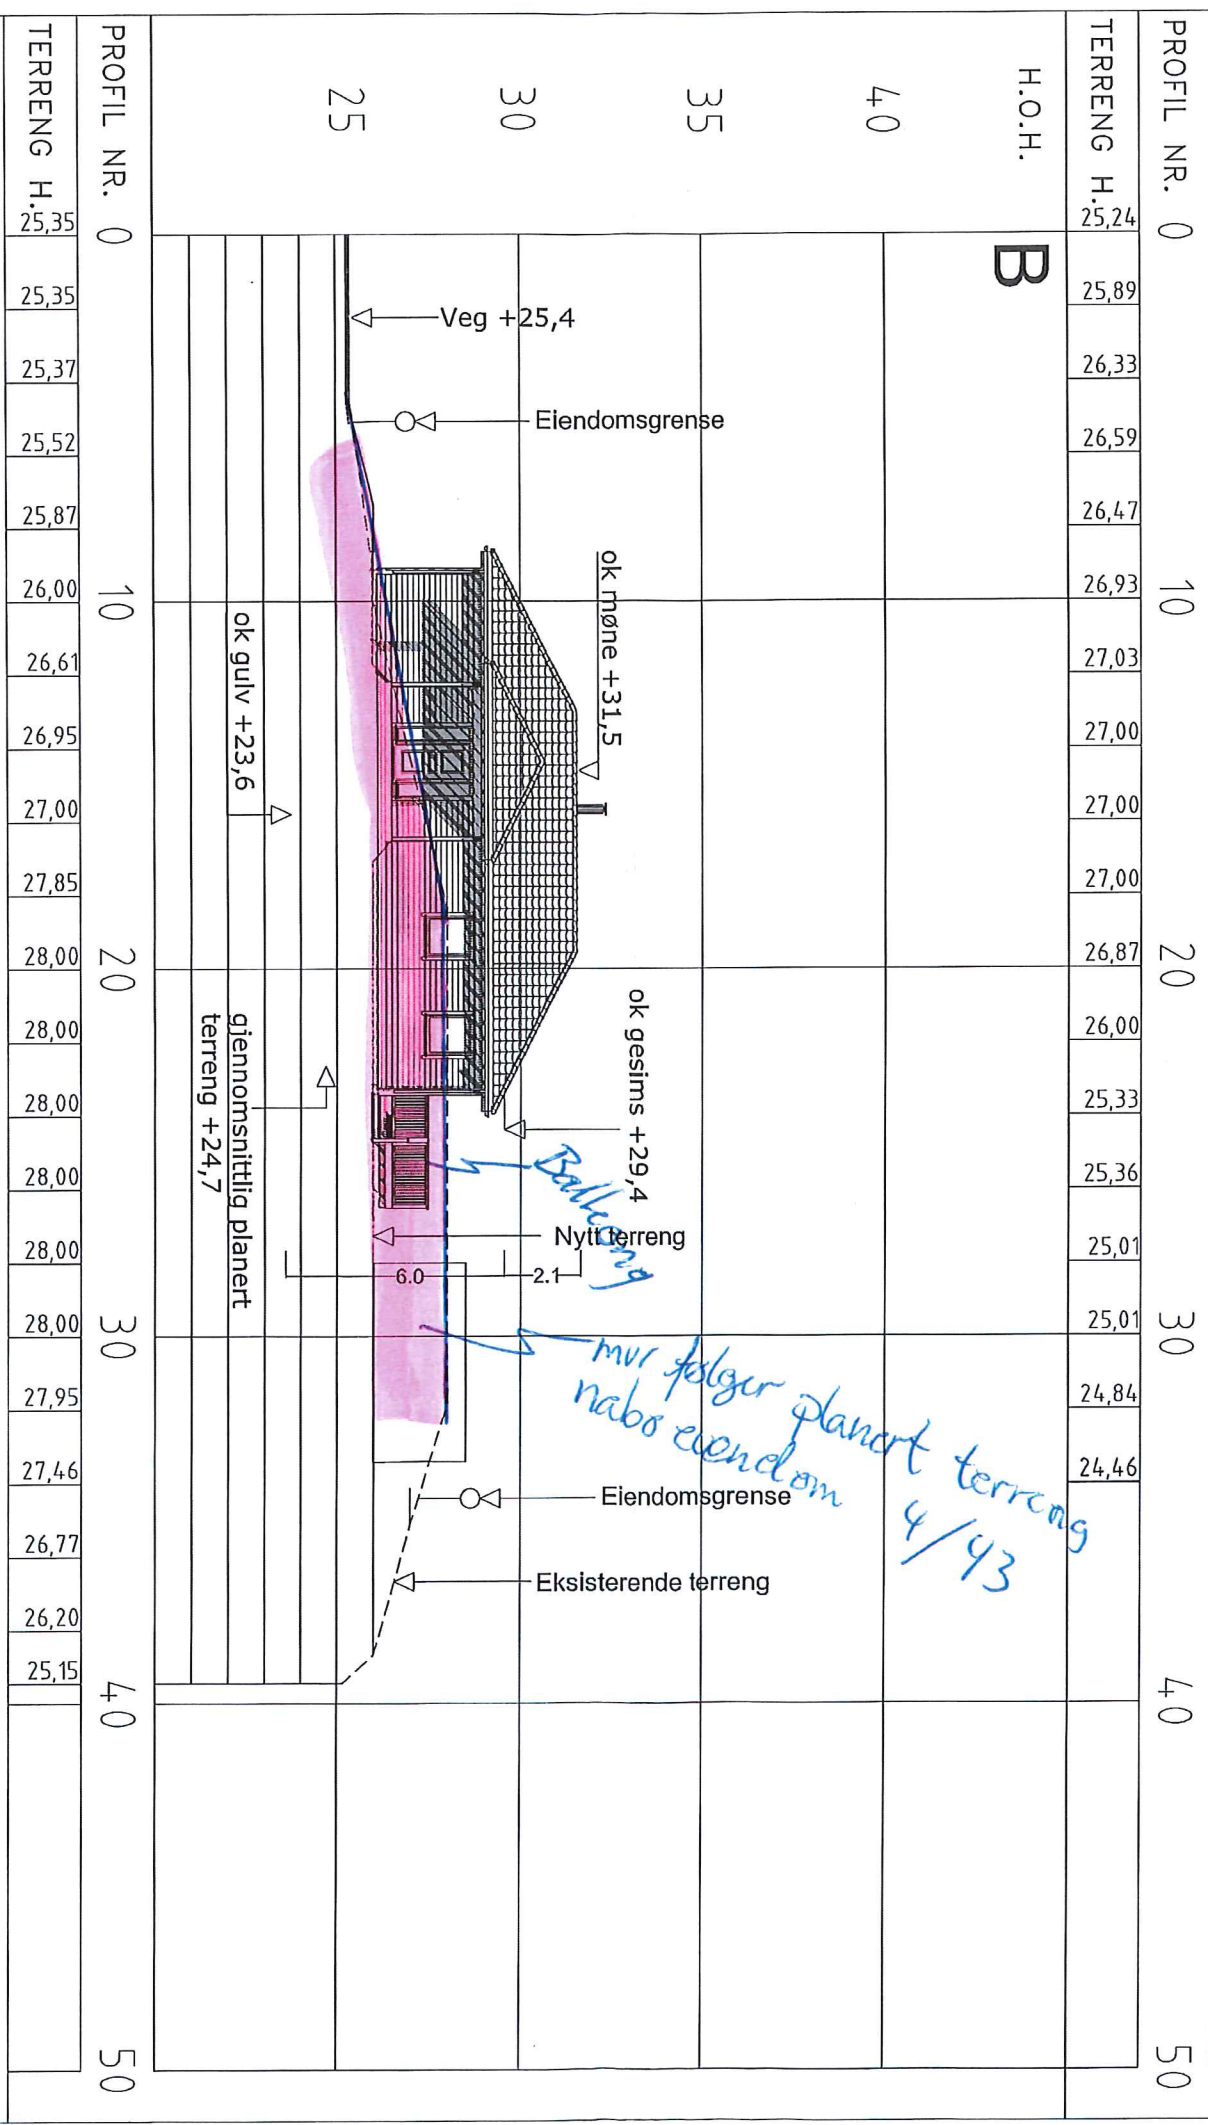 PROFIL NR. 0 10 20 30 40 50
TERRENG H. 25,24 25,89 26,33 26,59 26,47 26,93 27,03 27,00 27,00 27,00 26,87 26,00 25,33 25,36 25,01 25,01 24,84 24,46
H.O.H.
B
40
35
30
25
ok møne +31,5
ok gesims +29,4
Veg +25,4
Eiendomsgrense
Balkong
Nytt terreng
6.0
2.1
mur følger planert terreng
nabo eiendom 4/43
Eiendomsgrense
Eksisterende terreng
ok gulv +23,6
gjennomsnittlig planert
terreng +24,7
PROFIL NR. 0 10 20 30 40 50
TERRENG H. 25,35 25,35 25,37 25,52 25,87 26,00 26,61 26,95 27,00 27,85 28,00 28,00 28,00 28,00 28,00 28,00 27,95 27,46 26,77 26,20 25,15